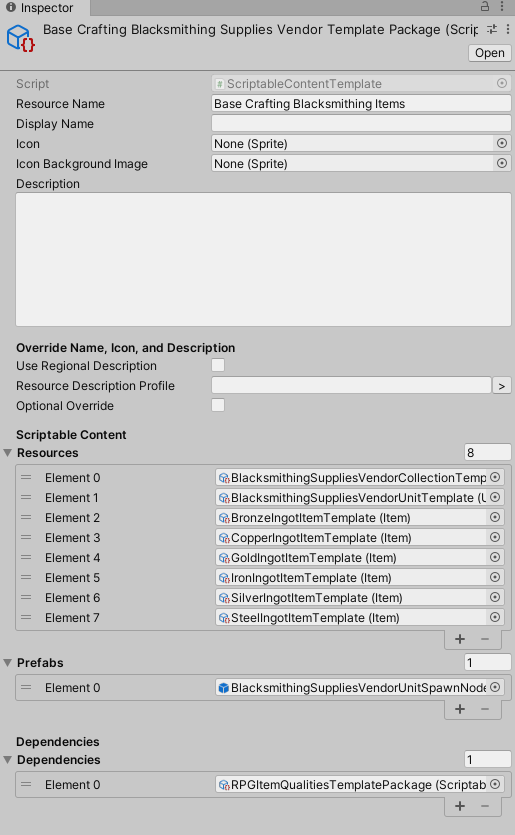 Inspector
Base Crafting Blacksmithing Supplies Vendor Template Package (Scrip
Open
Script ScriptableContentTemplate
Resource Name Base Crafting Blacksmithing Items
Display Name
Icon None (Sprite)
Icon Background Image None (Sprite)
Description
Override Name, Icon, and Description
Use Regional Description
Resource Description Profile >
Optional Override
Scriptable Content
Resources 8
Element 0 BlacksmithingSuppliesVendorCollectionTemp
Element 1 BlacksmithingSuppliesVendorUnitTemplate (U
Element 2 BronzeIngotItemTemplate (Item)
Element 3 CopperIngotItemTemplate (Item)
Element 4 GoldIngotItemTemplate (Item)
Element 5 IronIngotItemTemplate (Item)
Element 6 SilverIngotItemTemplate (Item)
Element 7 SteelIngotItemTemplate (Item)
+ −
Prefabs 1
Element 0 BlacksmithingSuppliesVendorUnitSpawnNode
+ −
Dependencies
Dependencies 1
Element 0 RPGItemQualitiesTemplatePackage (Scriptab
+ −